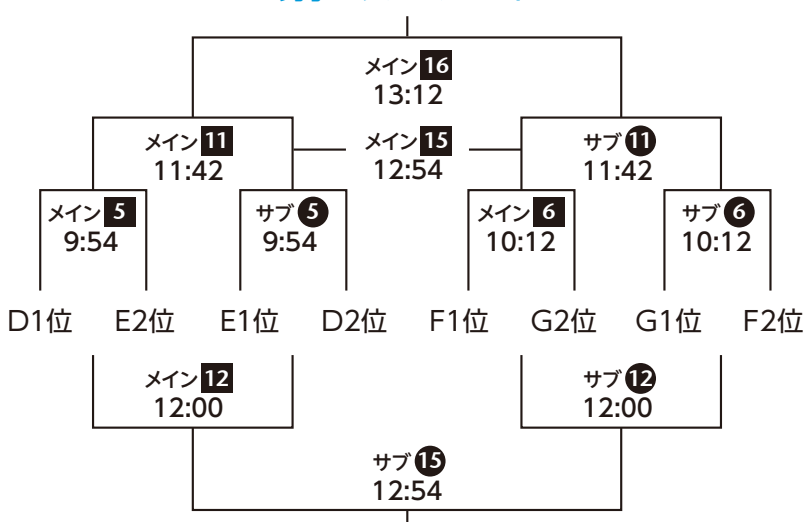 メイン 16
13:12
メイン 11
11:42
メイン 15
12:54
サブ 11
11:42
メイン 5
9:54
サブ 5
9:54
メイン 6
10:12
サブ 6
10:12
D1位 E2位 E1位 D2位 F1位 G2位 G1位 F2位
メイン 12
12:00
サブ 12
12:00
サブ 15
12:54